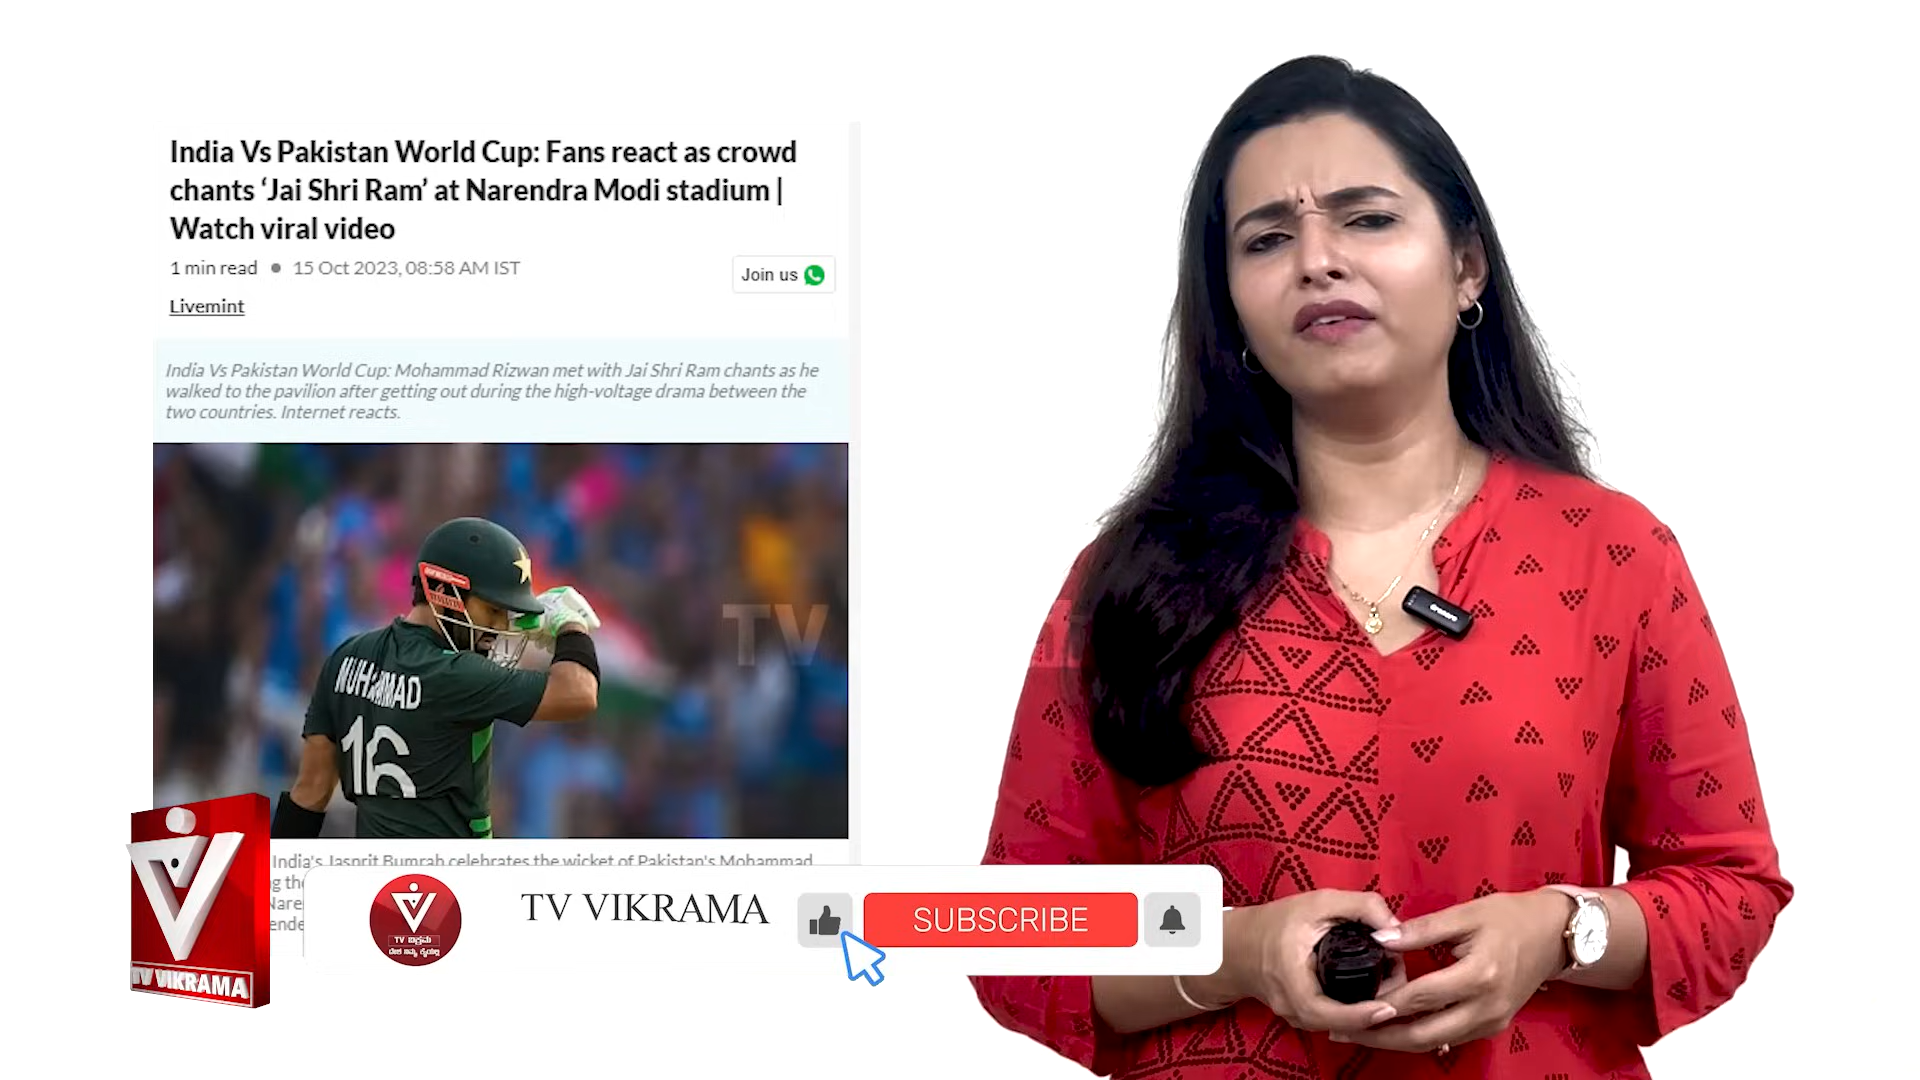 India Vs Pakistan World Cup: Fans react as crowd
chants ‘Jai Shri Ram’ at Narendra Modi stadium |
Watch viral video
1 min read • 15 Oct 2023, 08:58 AM IST
Join us
Livemint
India Vs Pakistan World Cup: Mohammad Rizwan met with Jai Shri Ram chants as he
walked to the pavilion after getting out during the high-voltage drama between the
two countries. Internet reacts.
MUHAMMAD
16
TV
India's Jasprit Bumrah celebrates the wicket of Pakistan's Mohammad
TV VIKRAMA
TV ವಿಕ್ರಮ
TV VIKRAMA
SUBSCRIBE